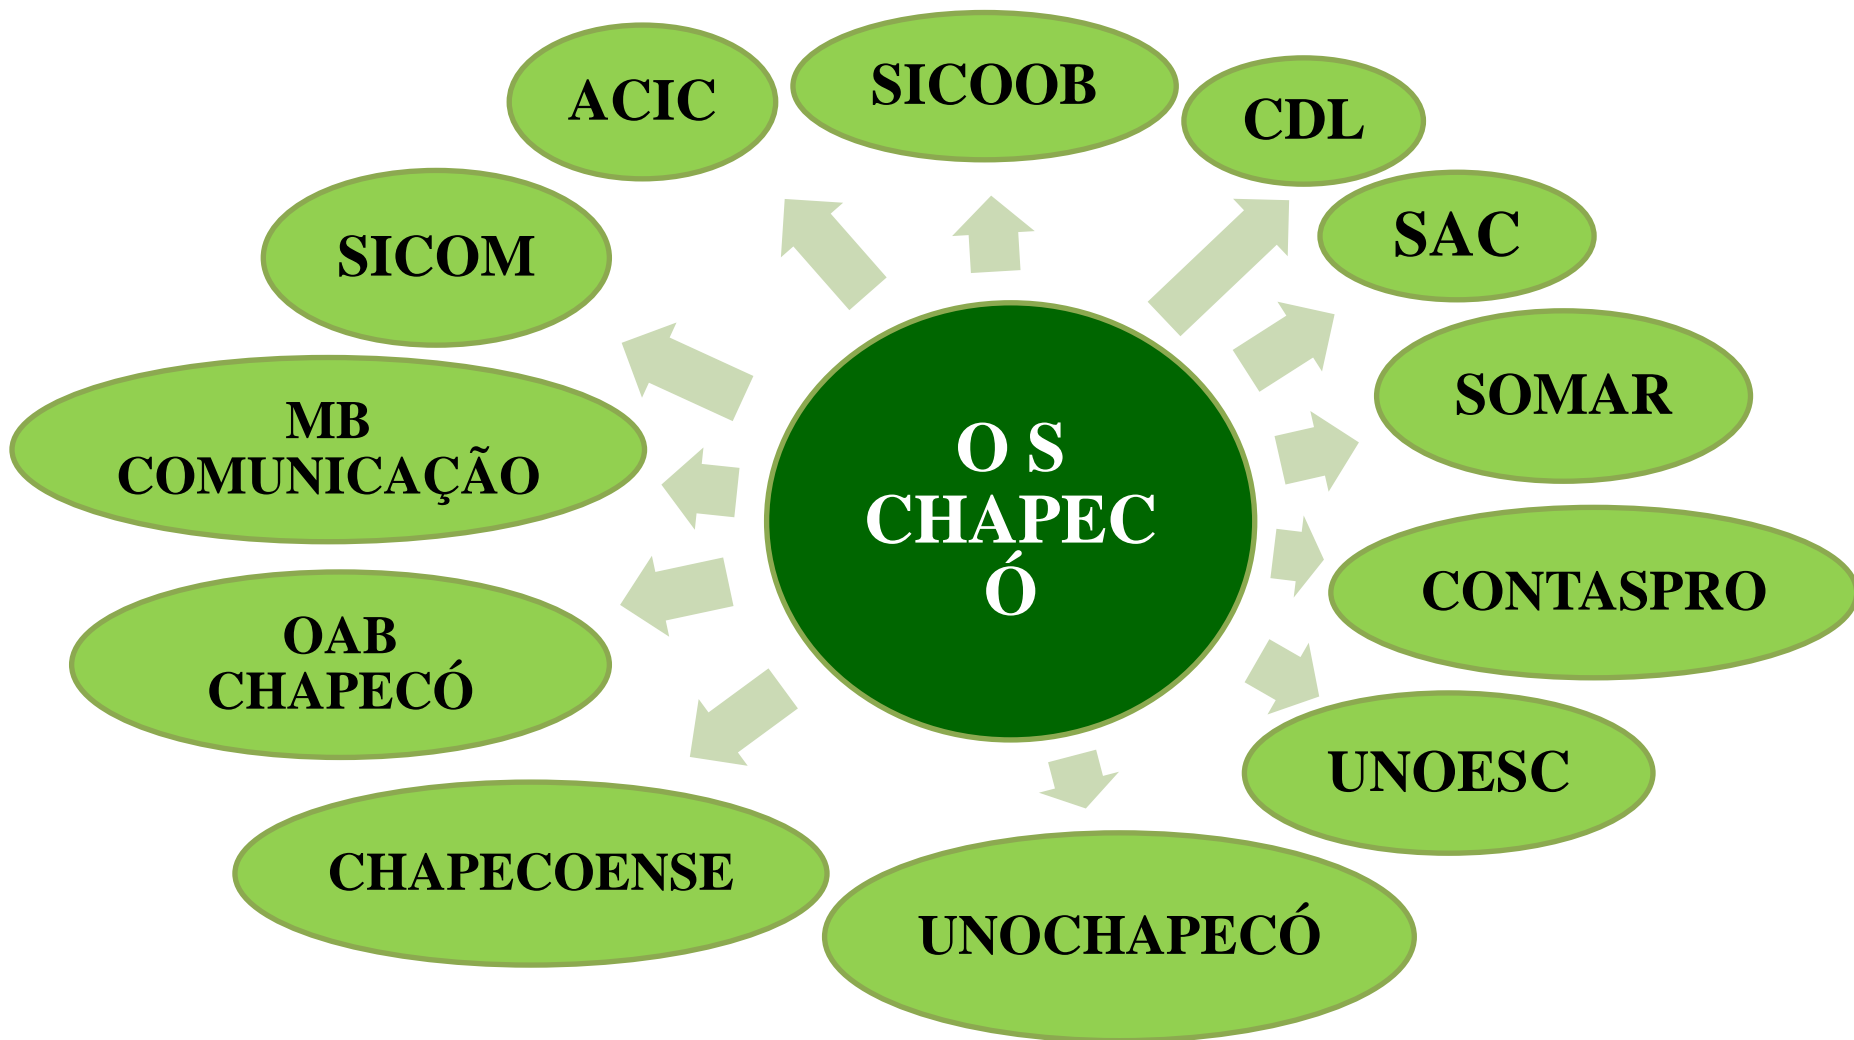 ACIC
SICOOB
CDL
SAC
SICOM
SOMAR
MB
COMUNICAÇÃO
O S
CHAPEC
Ó
CONTASPRO
OAB
CHAPECÓ
UNOESC
CHAPECOENSE
UNOCHAPECÓ